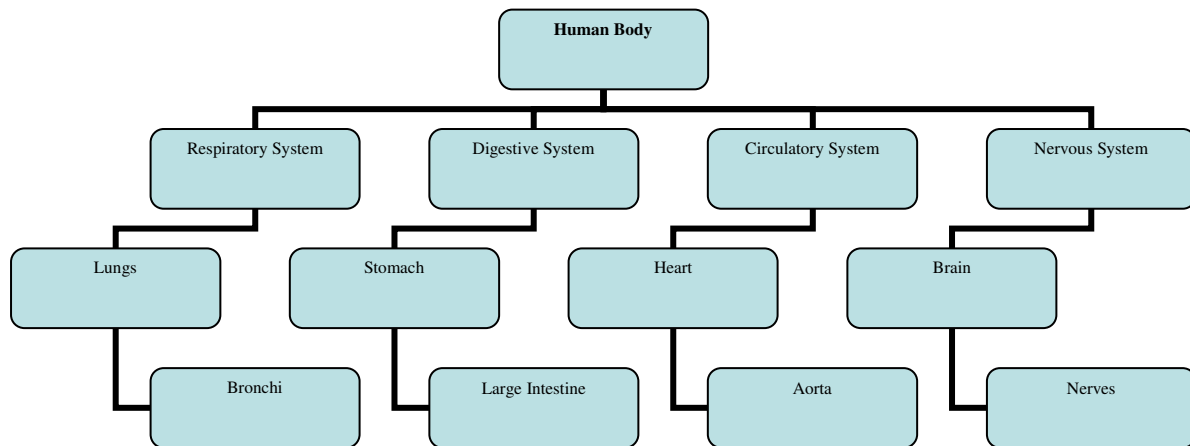 Human Body
Respiratory System
Digestive System
Circulatory System
Nervous System
Lungs
Stomach
Heart
Brain
Bronchi
Large Intestine
Aorta
Nerves